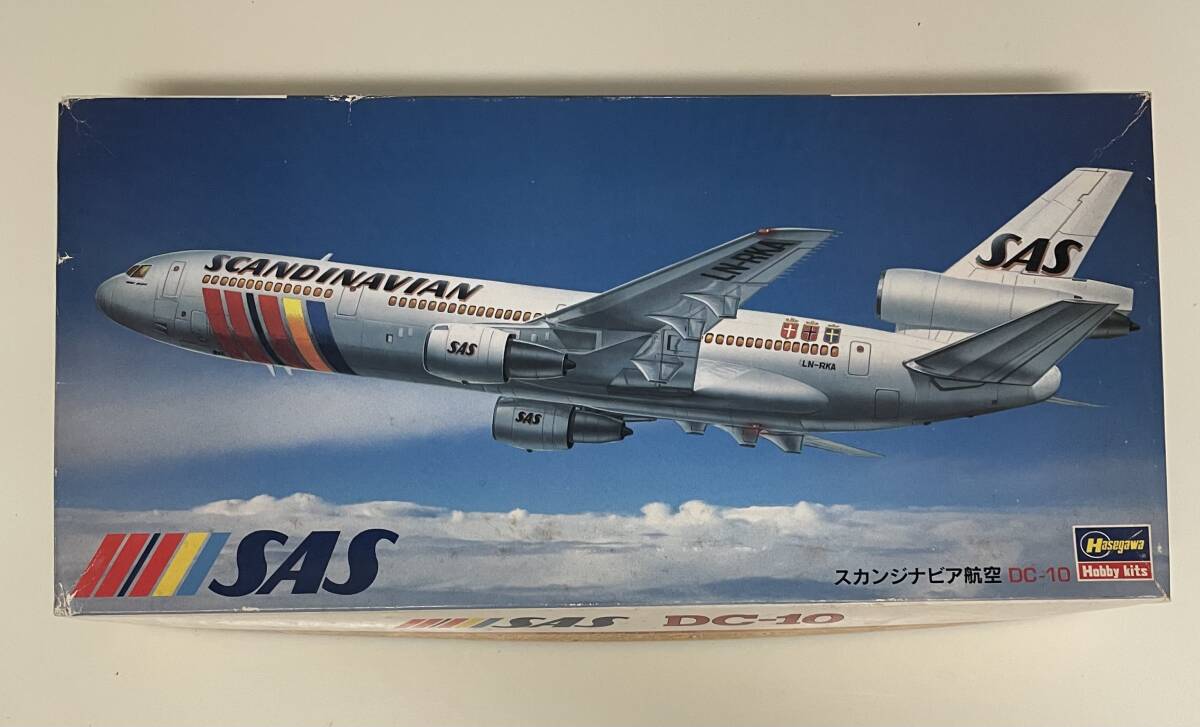 SCANDINAVIAN
LN-RKA
SAS
SAS
SAS
LN-RKA
SAS
スカンジナビア航空 DC-10
Hasegawa
Hobby kits
SAS DC-10